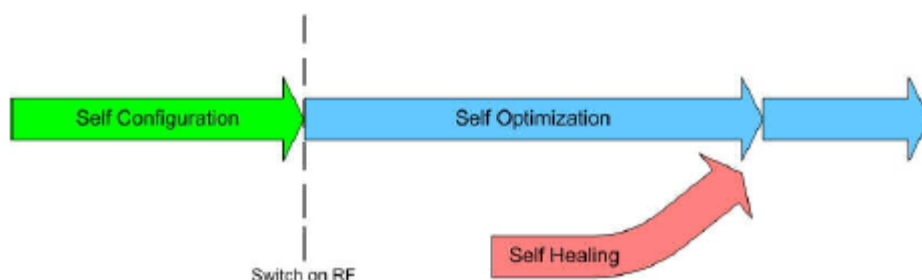 Self Configuration
Self Optimization
Self Healing
Switch on RF